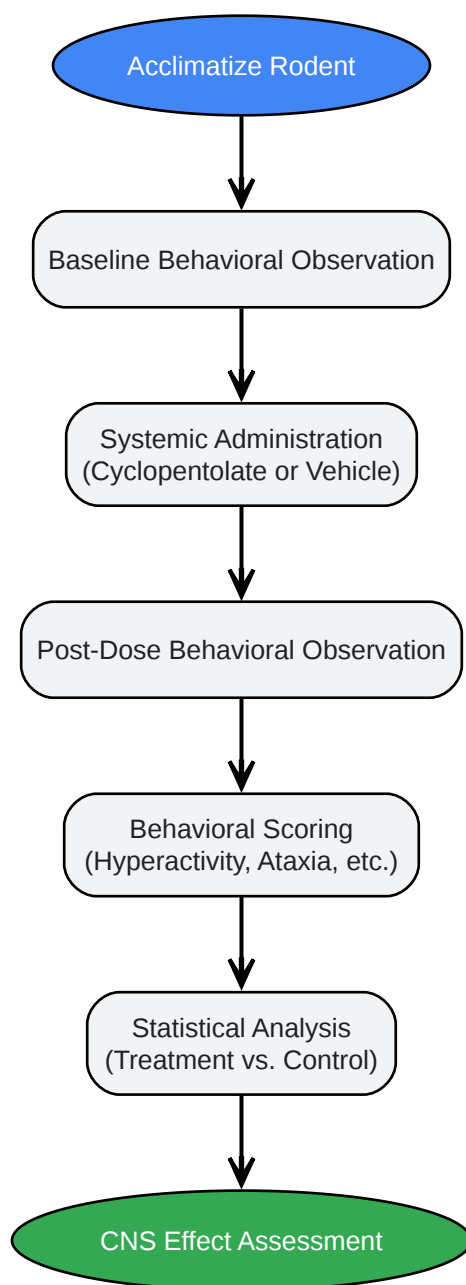 Acclimatize Rodent
Baseline Behavioral Observation
Systemic Administration
(Cyclopentolate or Vehicle)
Post-Dose Behavioral Observation
Behavioral Scoring
(Hyperactivity, Ataxia, etc.)
Statistical Analysis
(Treatment vs. Control)
CNS Effect Assessment